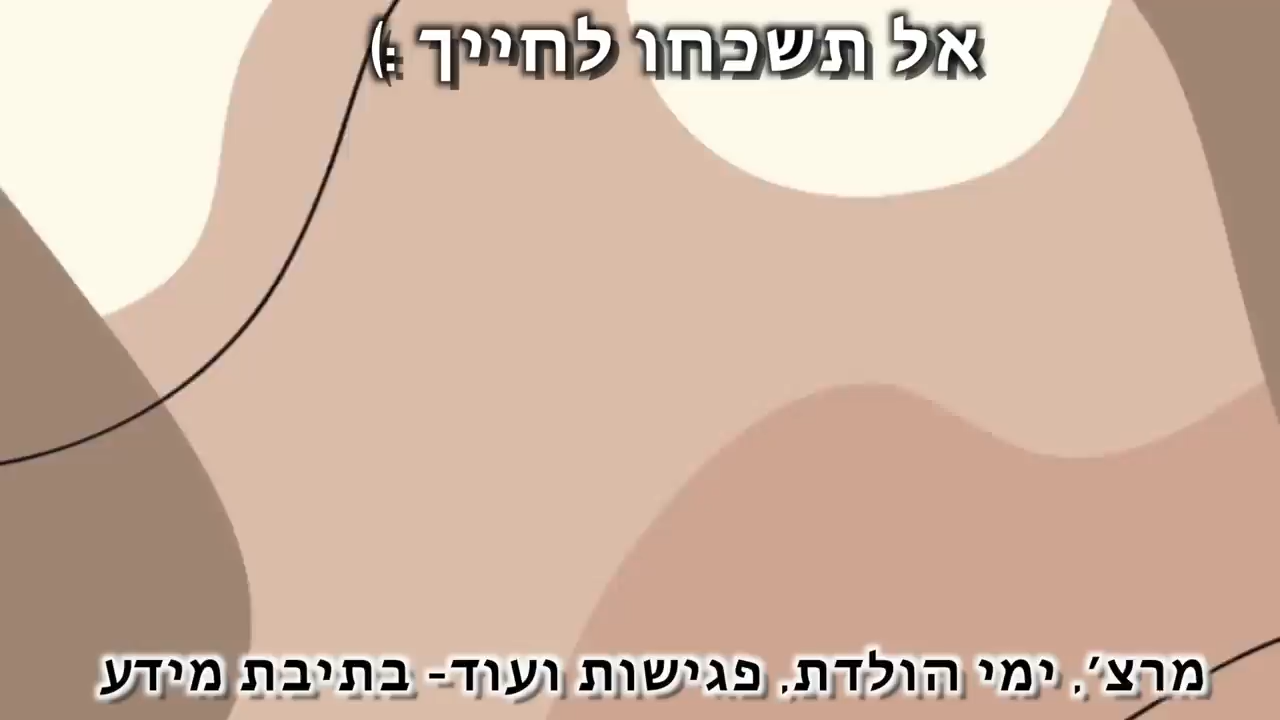 אל תשכחו לחייך :)
מרצ', ימי הולדת, פגישות ועוד- בתיבת מידע